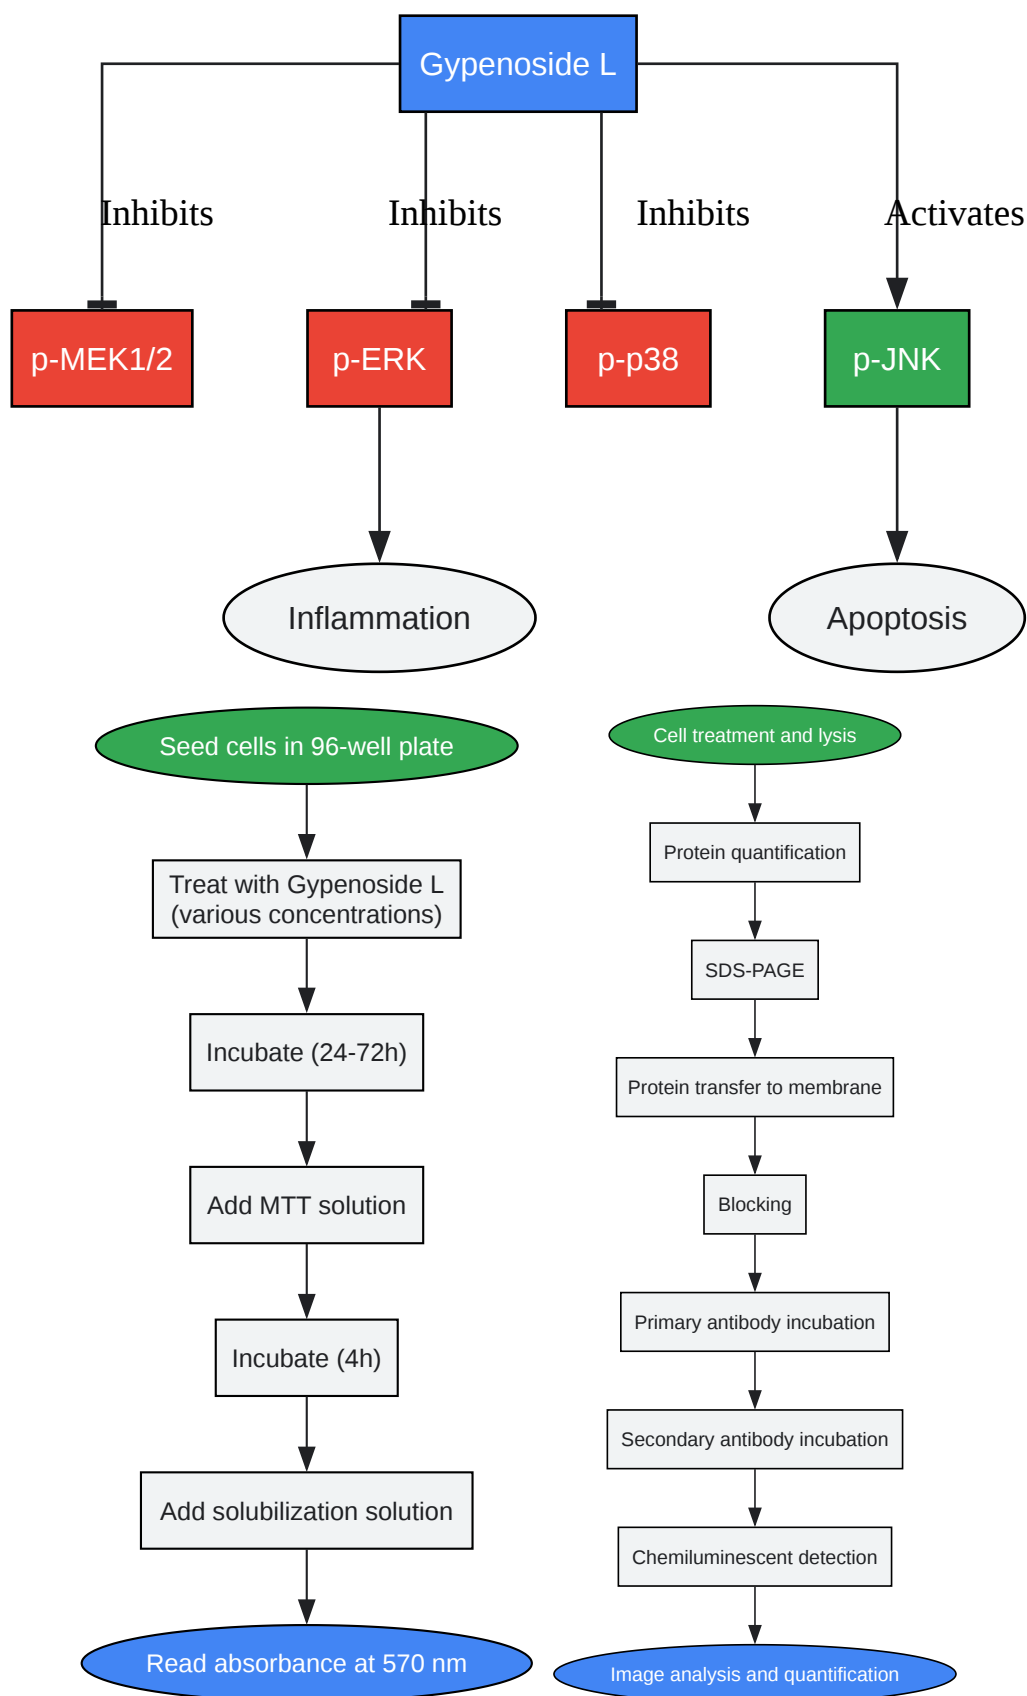 Gypenoside L
Inhibits
Inhibits
Inhibits
Activates
p-MEK1/2
p-ERK
p-p38
p-JNK
Inflammation
Apoptosis
Seed cells in 96-well plate
Treat with Gypenoside L
(various concentrations)
Incubate (24-72h)
Add MTT solution
Incubate (4h)
Add solubilization solution
Read absorbance at 570 nm
Cell treatment and lysis
Protein quantification
SDS-PAGE
Protein transfer to membrane
Blocking
Primary antibody incubation
Secondary antibody incubation
Chemiluminescent detection
Image analysis and quantification